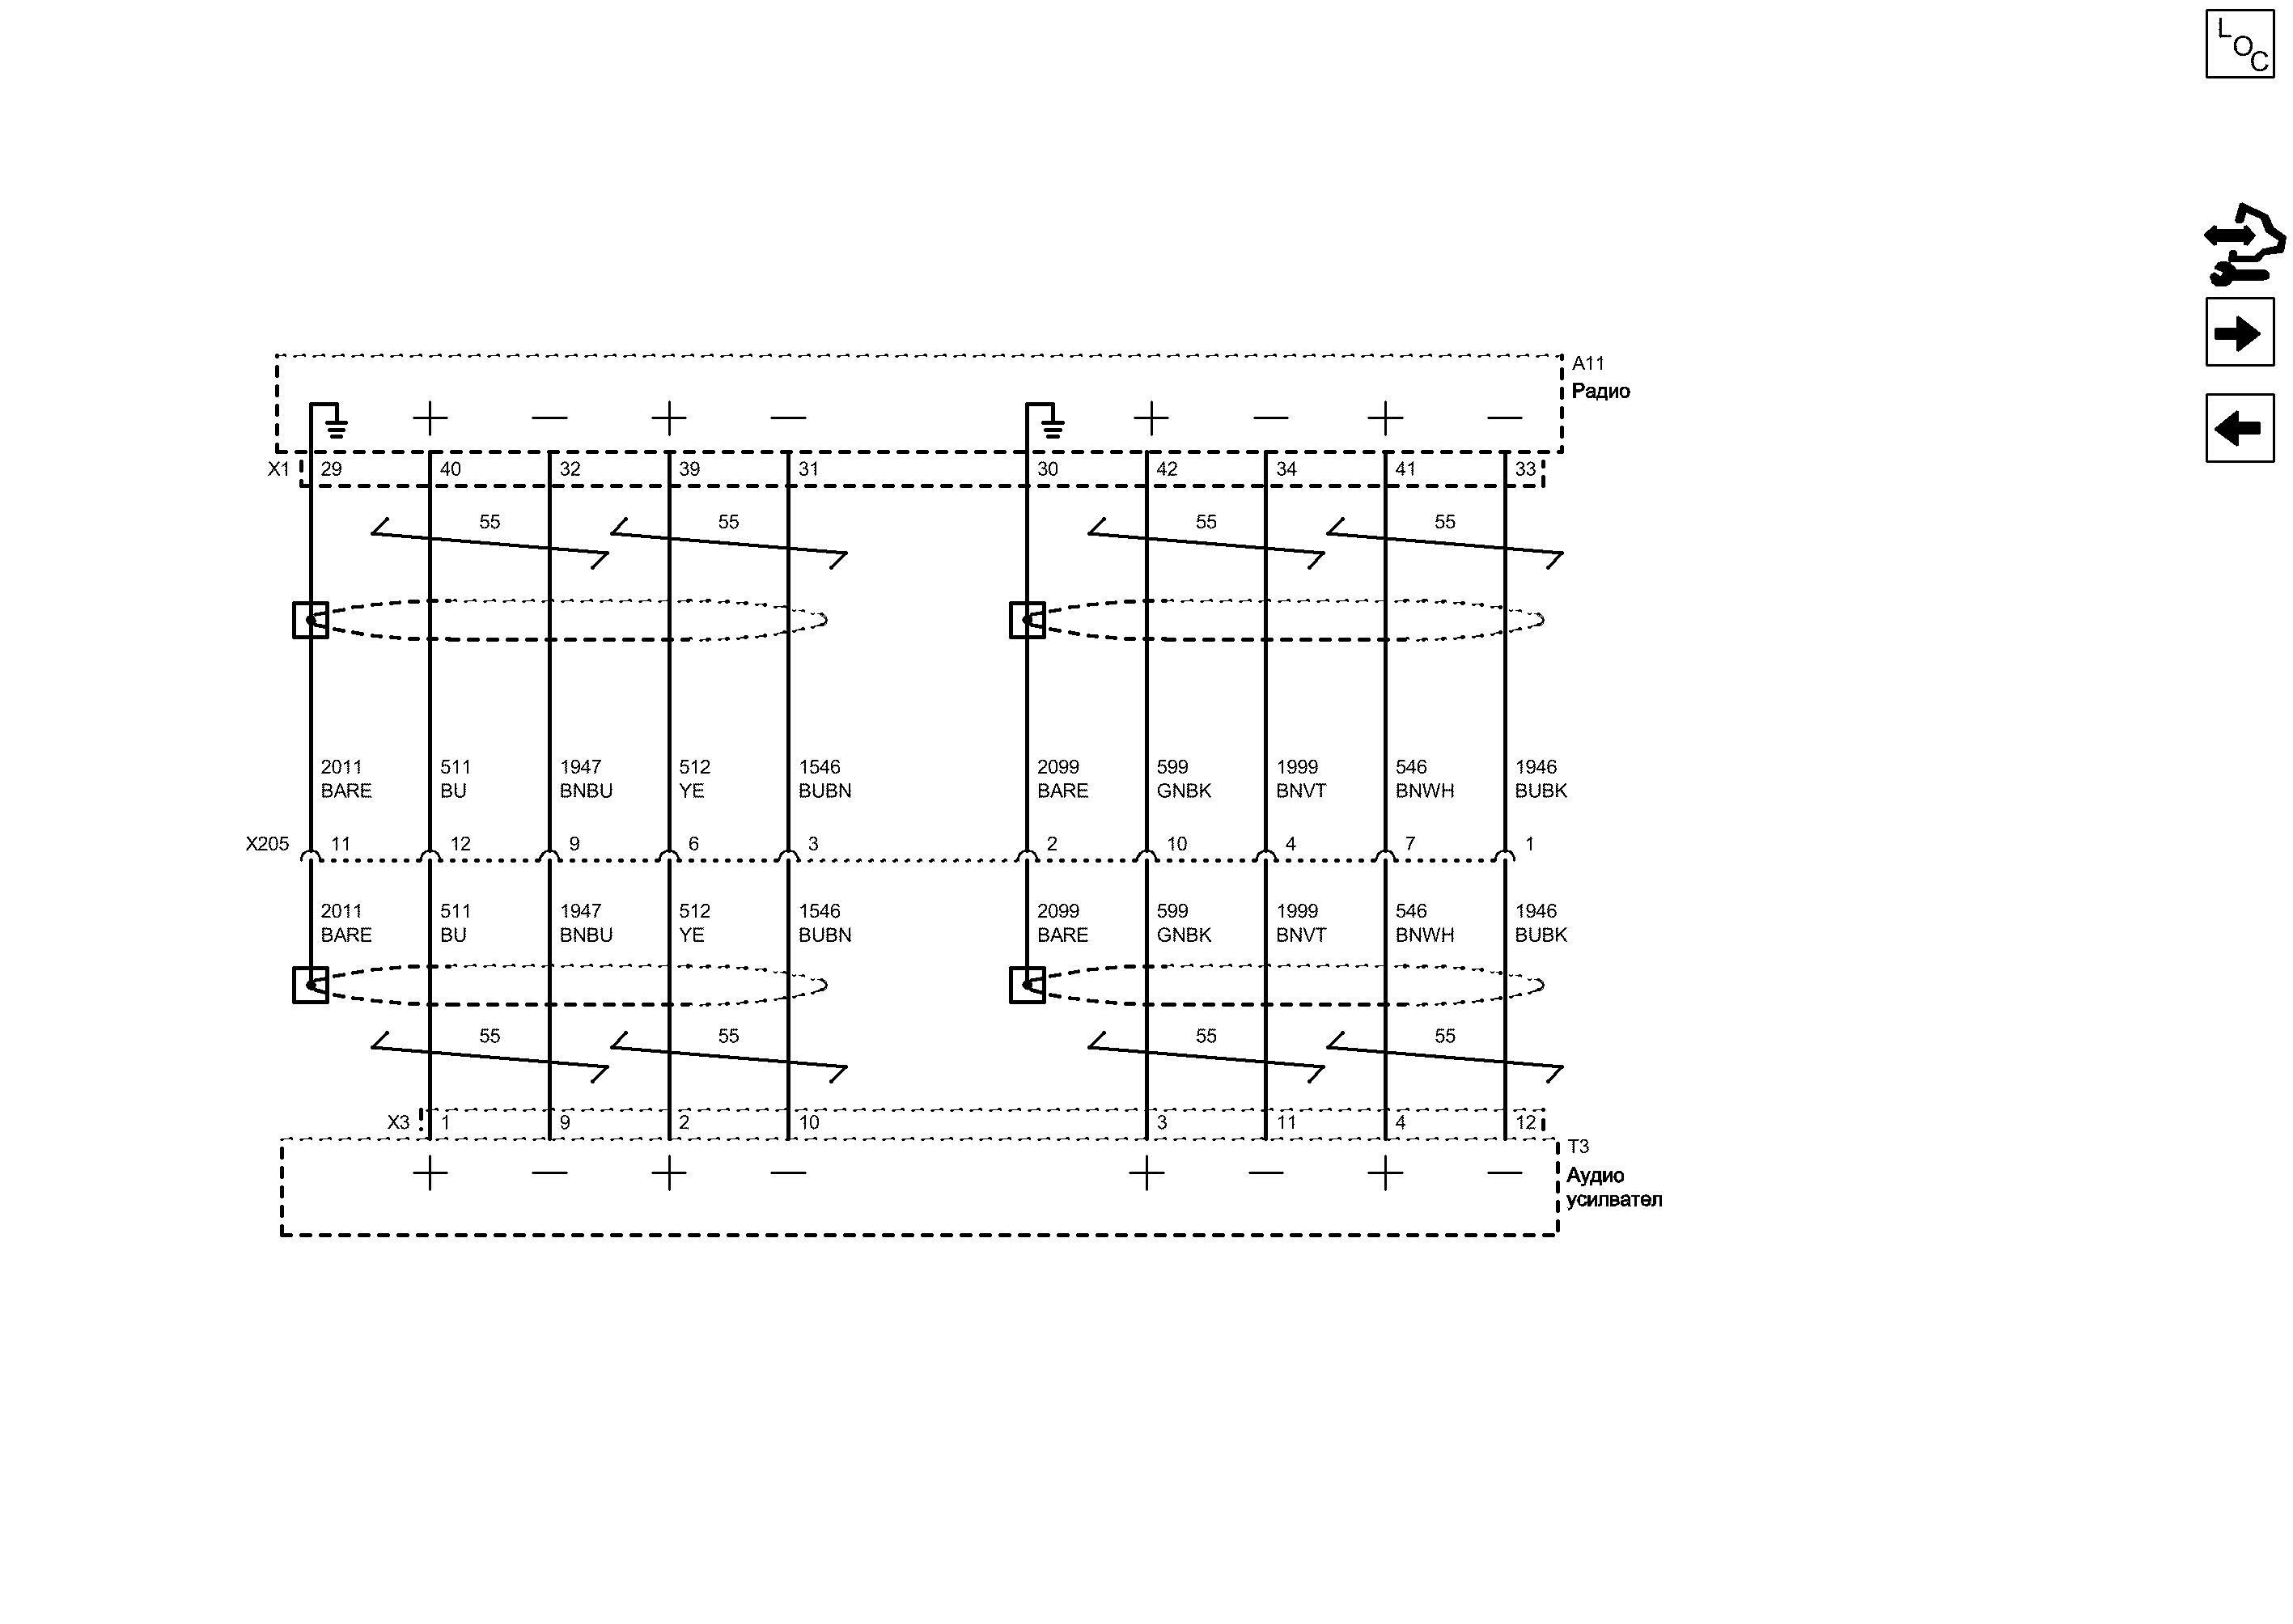 LOC
A11
Радио
X1 29 40 32 39 31 30 42 34 41 33
55 55 55 55
2011 511 1947 512 1546 2099 599 1999 546 1946
BARE BU BNBU YE BUBN BARE GNBK BNVT BNWH BUBK
X205 11 12 9 6 3 2 10 4 7 1
2011 511 1947 512 1546 2099 599 1999 546 1946
BARE BU BNBU YE BUBN BARE GNBK BNVT BNWH BUBK
55 55 55 55
X3 1 9 2 10 3 11 4 12
T3
Аудио
усилвател